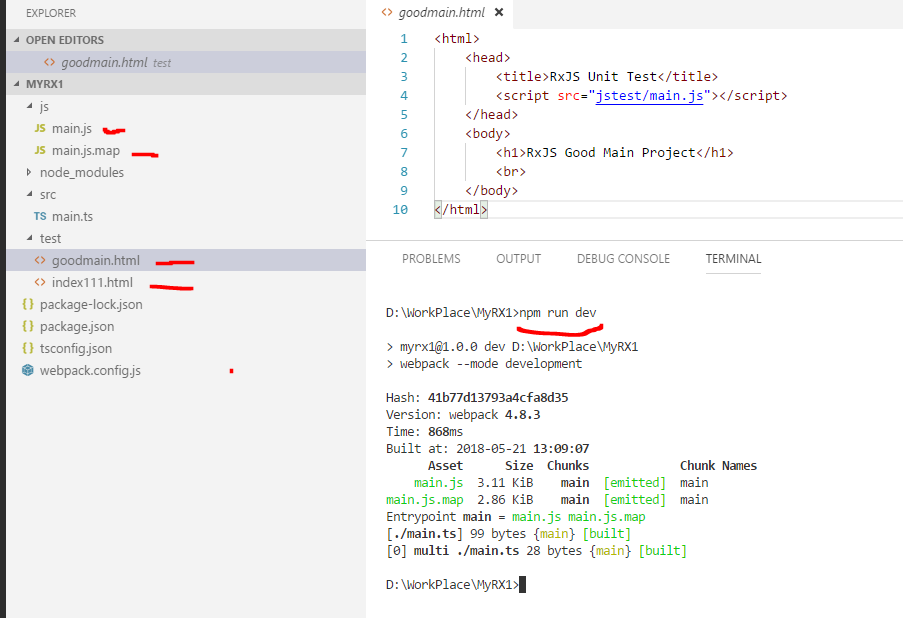 EXPLORER
OPEN EDITORS
<> goodmain.html test
MYRX1
js
JS main.js
JS main.js.map
node_modules
src
TS main.ts
test
<> goodmain.html
<> index111.html
{} package-lock.json
{} package.json
{} tsconfig.json
webpack.config.js
<> goodmain.html ×
1 <html>
2 <head>
3 <title>RxJS Unit Test</title>
4 <script src="jstest/main.js"></script>
5 </head>
6 <body>
7 <h1>RxJS Good Main Project</h1>
8 <br>
9 </body>
10 </html>
PROBLEMS OUTPUT DEBUG CONSOLE TERMINAL
D:\WorkPlace\MyRX1>npm run dev
> myrx1@1.0.0 dev D:\WorkPlace\MyRX1
> webpack --mode development
Hash: 41b77d13793a4cfa8d35
Version: webpack 4.8.3
Time: 868ms
Built at: 2018-05-21 13:09:07
Asset Size Chunks Chunk Names
main.js 3.11 KiB main [emitted] main
main.js.map 2.86 KiB main [emitted] main
Entrypoint main = main.js main.js.map
[./main.ts] 99 bytes {main} [built]
[0] multi ./main.ts 28 bytes {main} [built]
D:\WorkPlace\MyRX1>